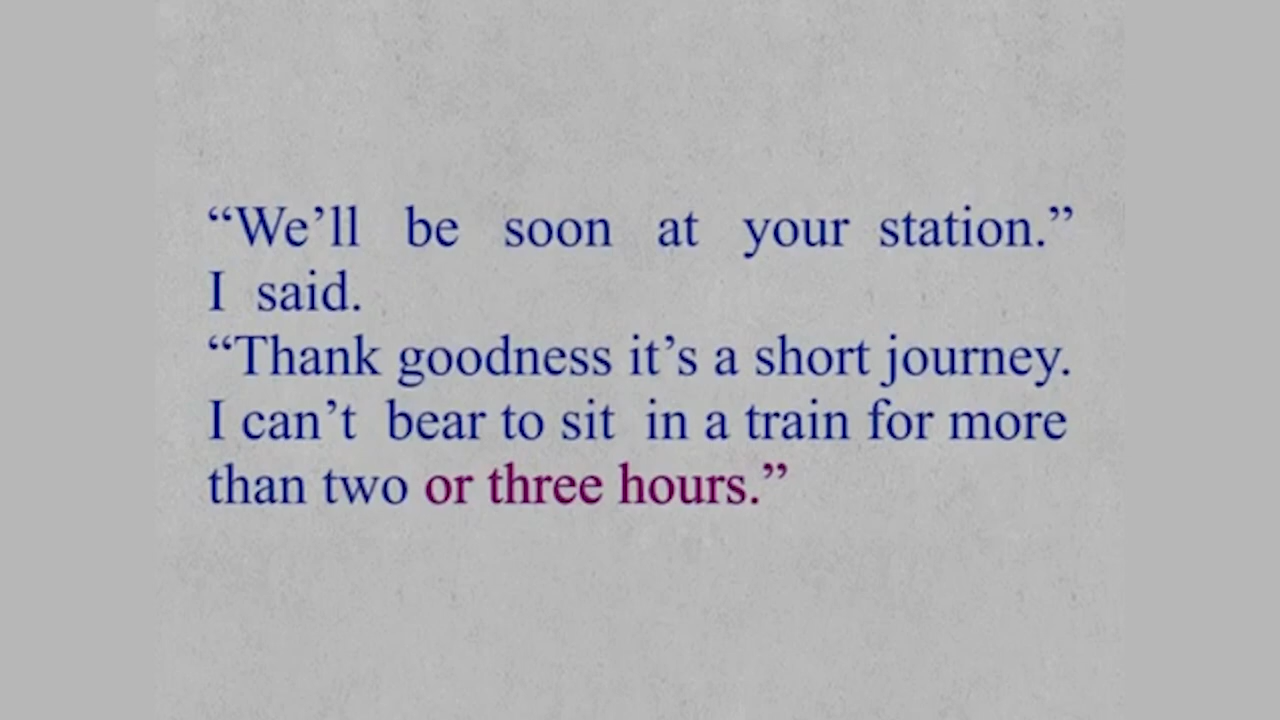 “We’ll be soon at your station.”
I said.
“Thank goodness it’s a short journey.
I can’t bear to sit in a train for more
than two or three hours.”